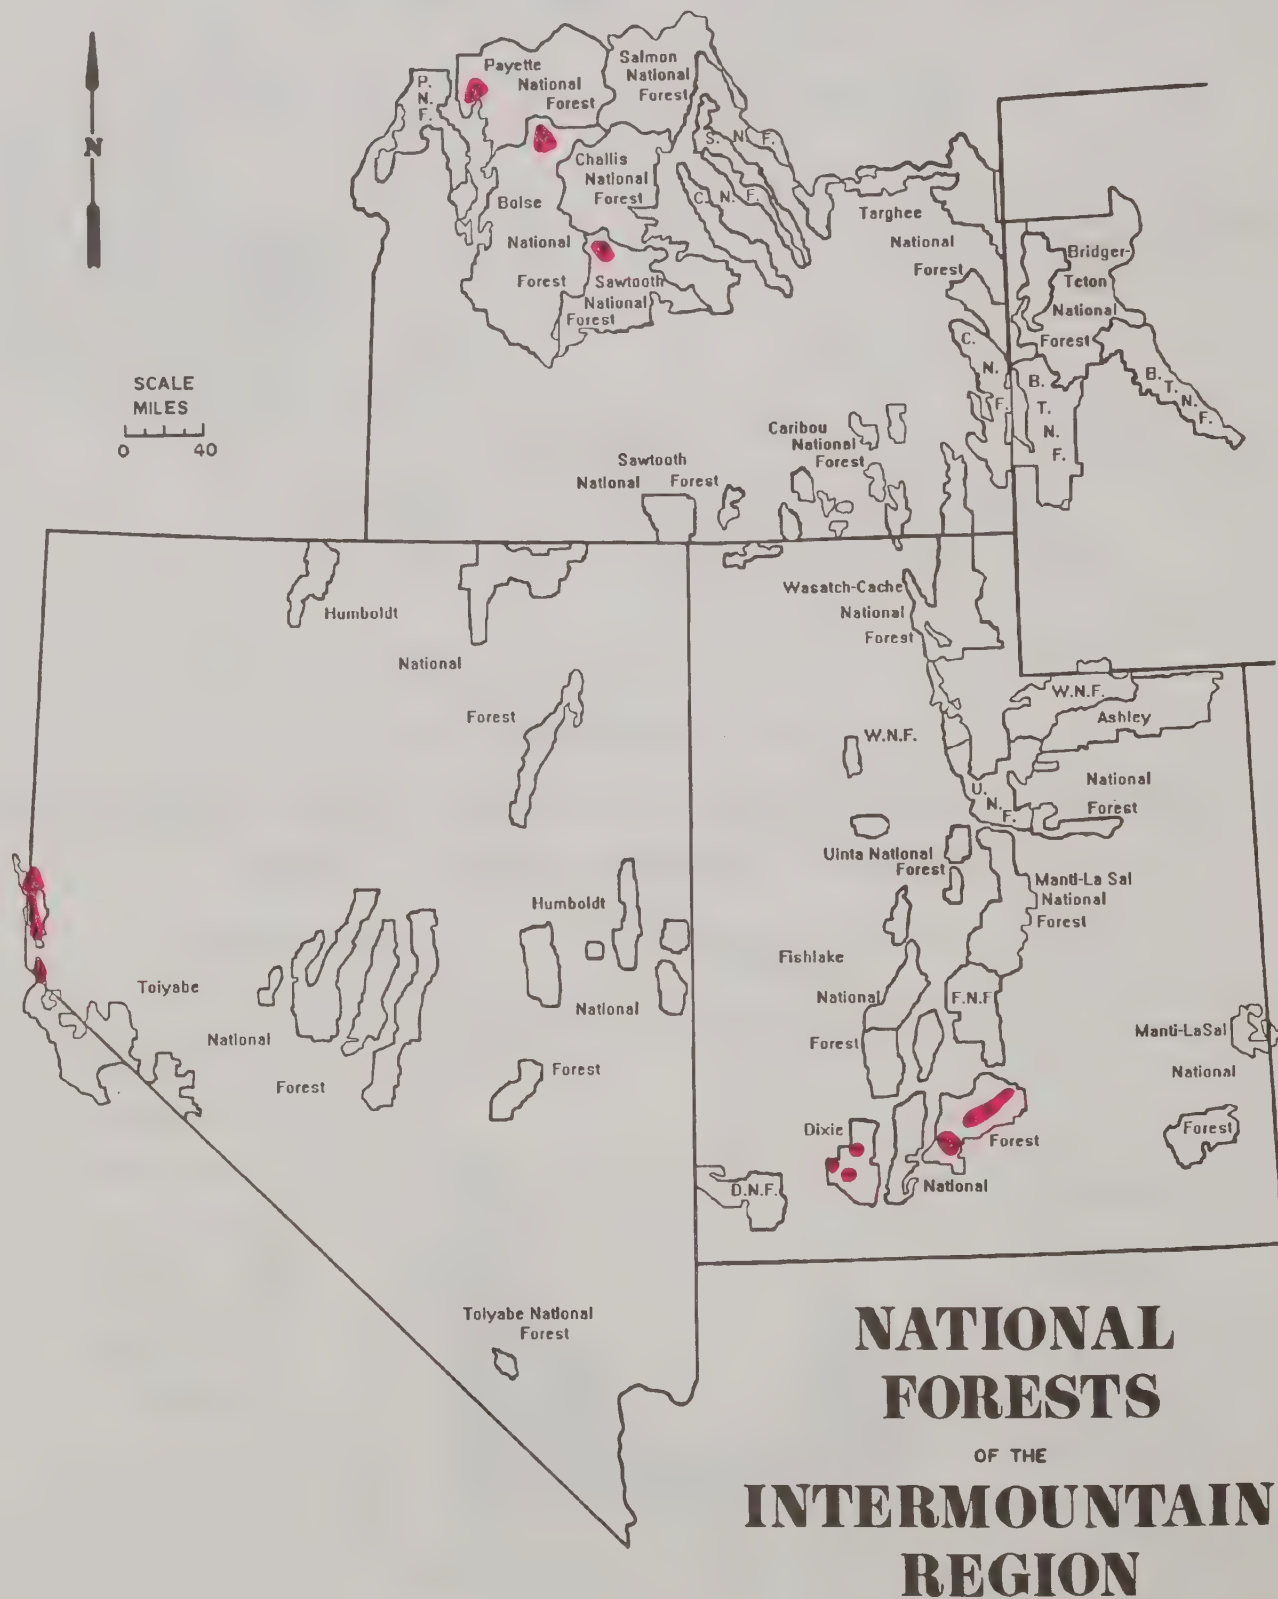 Payette
National
Forest
Salmon
National
Forest
P.
N.
F.
N
S. N. F.
Challis
National
Forest
C. N. F.
Boise
National
Forest
Sawtooth
National
Forest
Targhee
National
Forest
Bridger-
Teton
National
Forest
C.
N.
F.
B.
T.
N.
F.
B.
T.
N.
F.
SCALE
MILES
0 40
Caribou
National
Forest
Sawtooth
National Forest
Humboldt
National
Forest
Wasatch-Cache
National
Forest
W.N.F.
Ashley
National
Forest
W.N.F.
U.
N.
F.
Uinta National
Forest
Manti-La Sal
National
Forest
Humboldt
National
Forest
Toiyabe
National
Forest
Fishlake
National
Forest
F.N.F
Manti-LaSal
National
Forest
Dixie
Forest
National
D.N.F.
Toiyabe National
Forest
NATIONAL
FORESTS
OF THE
INTERMOUNTAIN
REGION